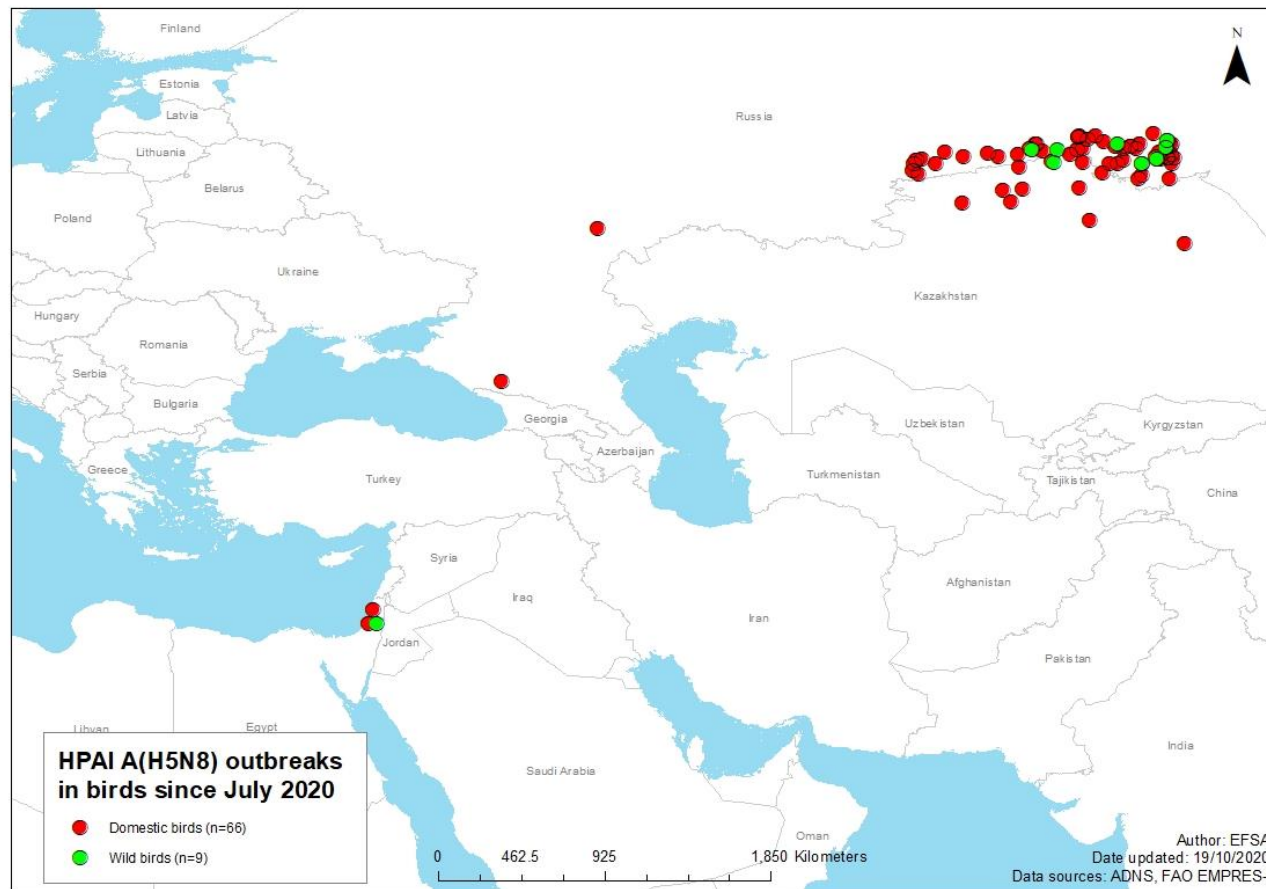 Finland
N
Estonia
Russia
Latvia
Lithuania
Belarus
Poland
Ukraine
Kazakhstan
Hungary
Romania
Serbia
Bulgaria
Georgia
Uzbekistan
Kyrgyzstan
Azerbaijan
Greece
Turkey
Turkmenistan
Tajikistan
China
Syria
Afghanistan
Iraq
Iran
Jordan
Pakistan
Libyan
Egypt
India
Saudi Arabia
Oman
HPAI A(H5N8) outbreaks
in birds since July 2020
Domestic birds (n=66)
Wild birds (n=9)
0 462.5 925 1,850 Kilometers
Author: EFSA
Date updated: 19/10/2020
Data sources: ADNS, FAO EMPRES-